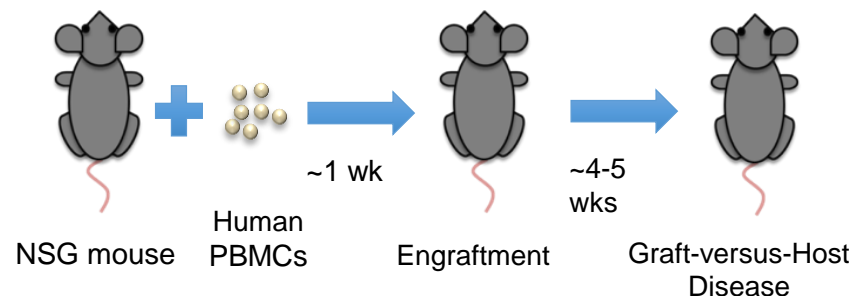 ~1 wk
~4-5
wks
NSG mouse
Human
PBMCs
Engraftment
Graft-versus-Host
Disease